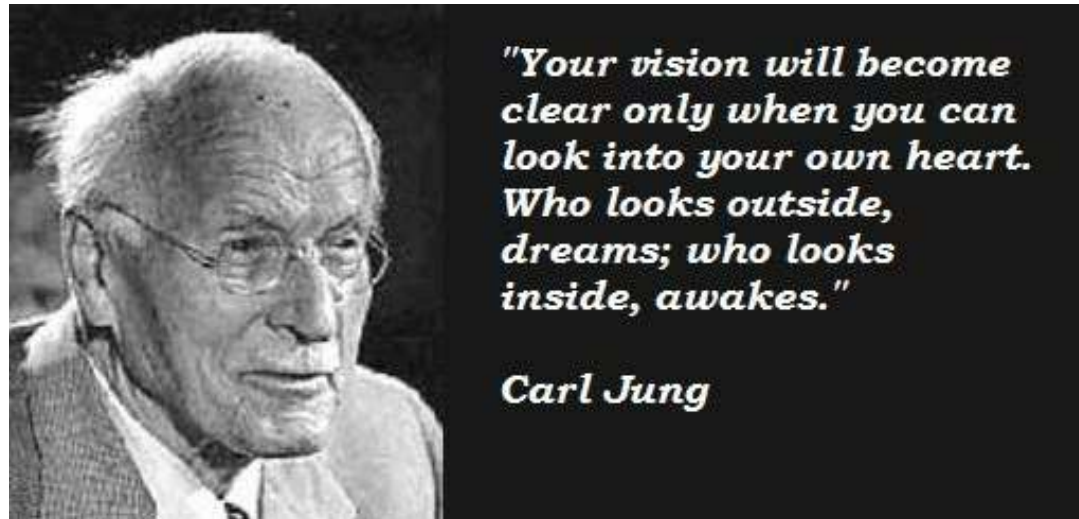 "Your vision will become
clear only when you can
look into your own heart.
Who looks outside,
dreams; who looks
inside, awakes."
Carl Jung